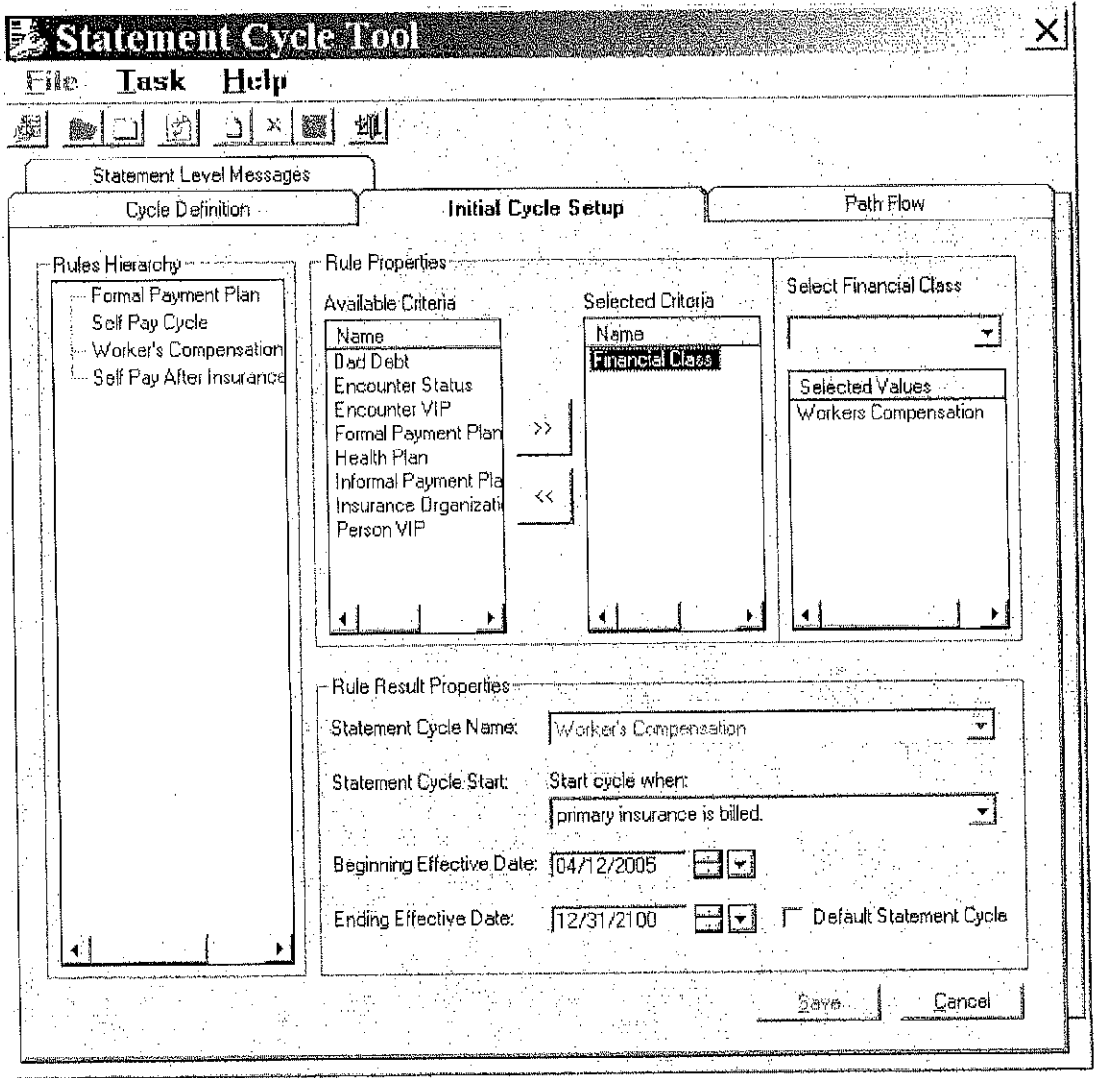 Statement Cycle Tool
File Task Help
Statement Level Messages
Cycle Definition
Initial Cycle Setup
Path Flow
Rules Hierarchy
Formal Payment Plan
Self Pay Cycle
Worker's Compensation
Self Pay After Insurance
Rule Properties
Available Criteria
Name
Bad Debt
Encounter Status
Encounter VIP
Formal Payment Plan
Health Plan
Informal Payment Pla
Insurance Organizati
Person VIP
>>
<<
Selected Criteria
Name
Financial Class
Select Financial Class
Selected Values
Workers Compensation
Rule Result Properties
Statement Cycle Name: Worker's Compensation
Statement Cycle Start: Start cycle when:
primary insurance is billed.
Beginning Effective Date: 04/12/2005
Ending Effective Date: 12/31/2100 Default Statement Cycle
Save Cancel